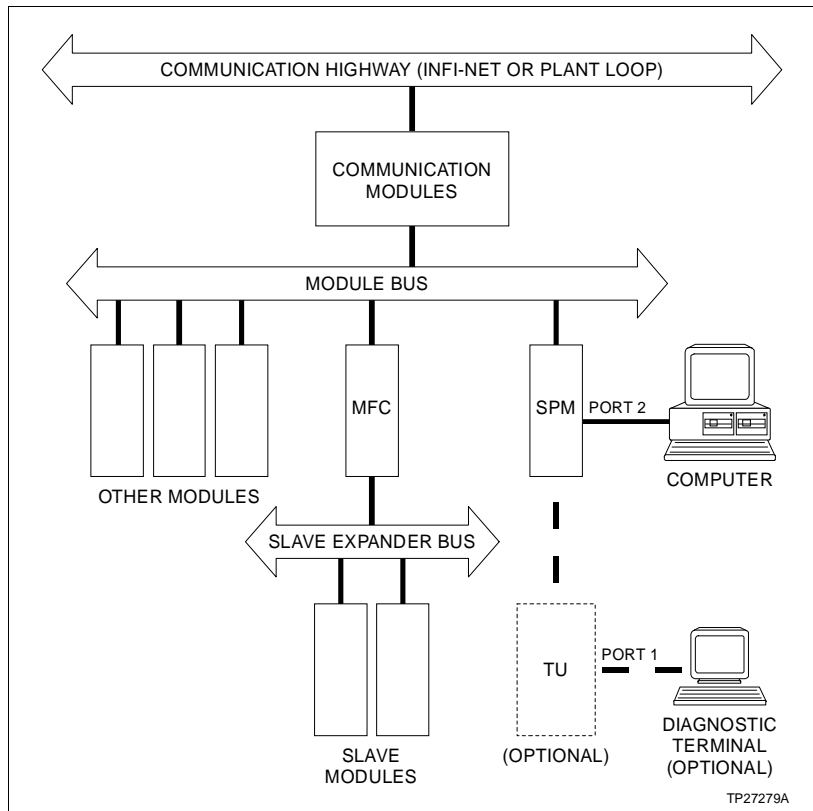 COMMUNICATION HIGHWAY (INFI-NET OR PLANT LOOP)
COMMUNICATION
MODULES
MODULE BUS
MFC
SPM
PORT 2
COMPUTER
OTHER MODULES
SLAVE EXPANDER BUS
TU
PORT 1
SLAVE
MODULES
(OPTIONAL)
DIAGNOSTIC
TERMINAL
(OPTIONAL)
TP27279A